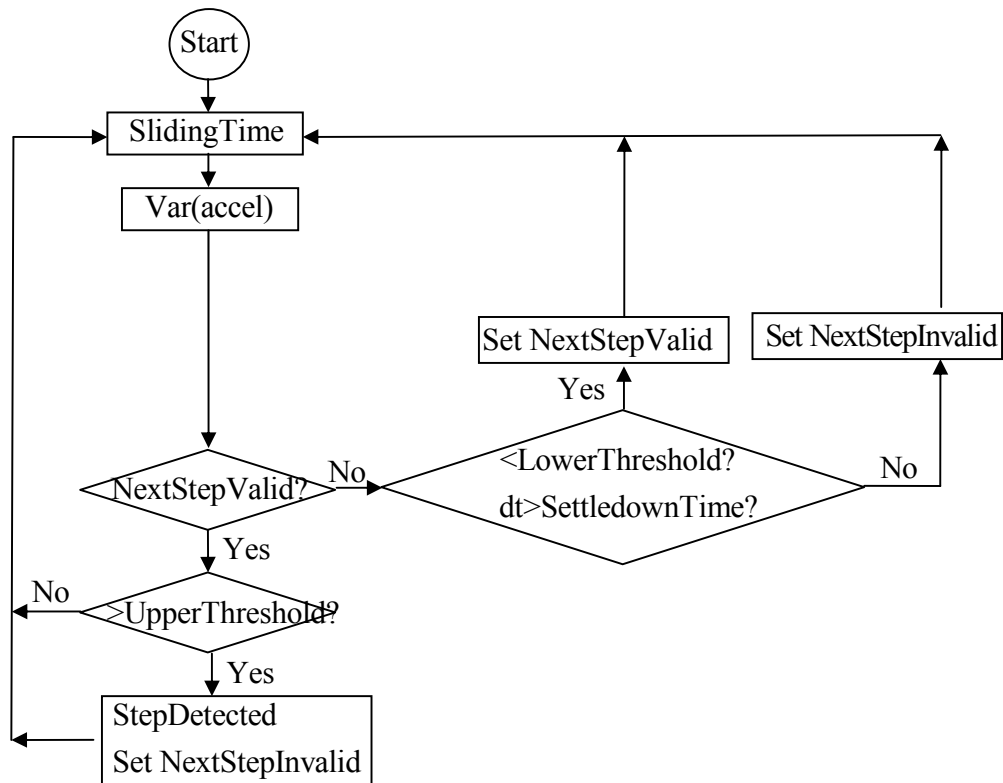 Start
SlidingTime
Var(accel)
Set NextStepValid
Set NextStepInvalid
Yes
NextStepValid?
No
<LowerThreshold?
dt>SettledownTime?
No
Yes
No
>UpperThreshold?
Yes
StepDetected
Set NextStepInvalid